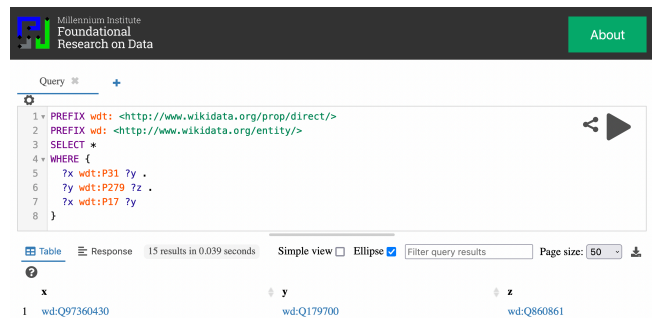 Millennium Institute
Foundational
Research on Data
About
Query
1 PREFIX wdt: <http://www.wikidata.org/prop/direct/>
2 PREFIX wd: <http://www.wikidata.org/entity/>
3 SELECT *
4 WHERE {
5 ?x wdt:P31 ?y .
6 ?y wdt:P279 ?z .
7 ?x wdt:P17 ?y
8 }
Table Response 15 results in 0.039 seconds Simple view Ellipse Filter query results Page size: 50
x y z
1 wd:Q97360430 wd:Q179700 wd:Q860861